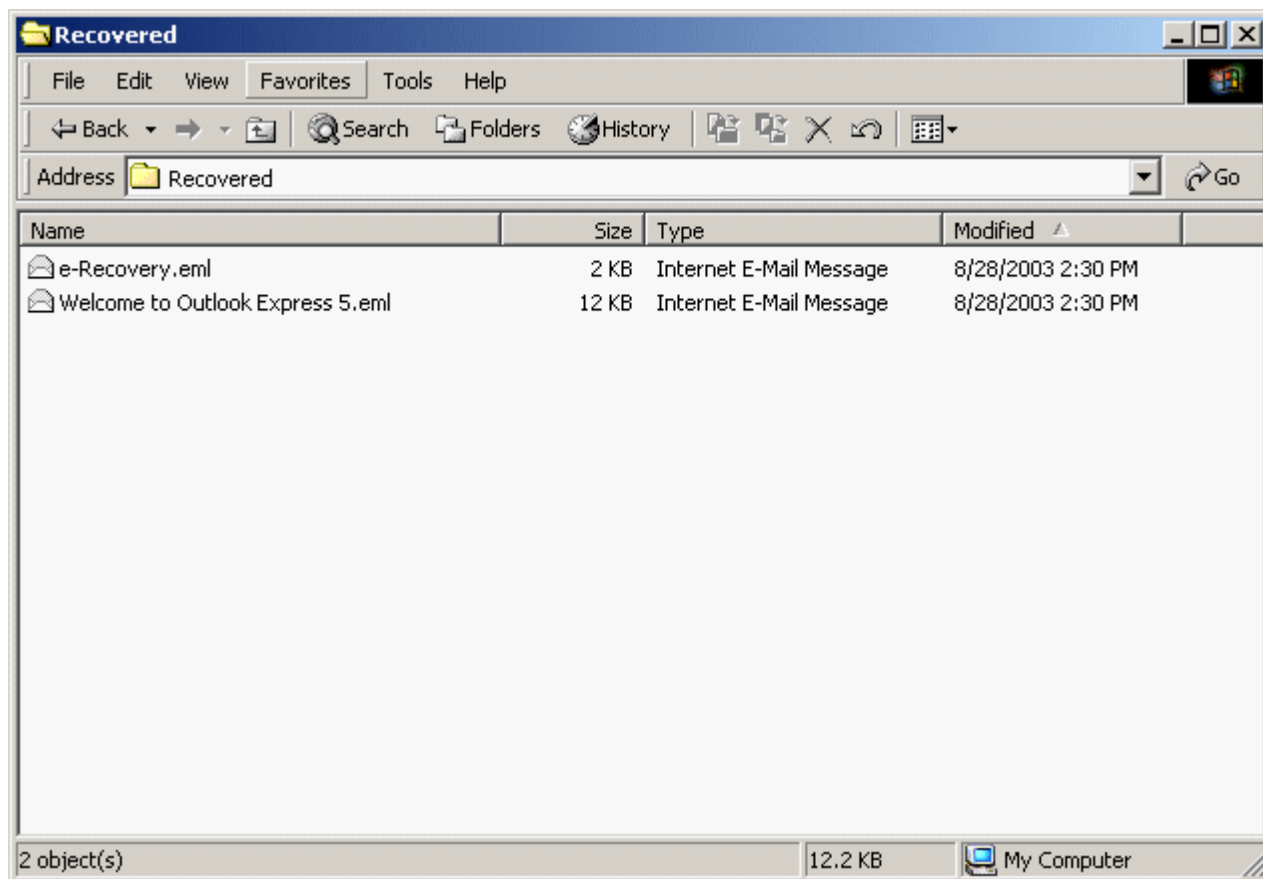 Recovered
File Edit View Favorites Tools Help
Back Search Folders History
Address Recovered Go
Name Size Type Modified
e-Recovery.eml 2 KB Internet E-Mail Message 8/28/2003 2:30 PM
Welcome to Outlook Express 5.eml 12 KB Internet E-Mail Message 8/28/2003 2:30 PM
2 object(s) 12.2 KB My Computer